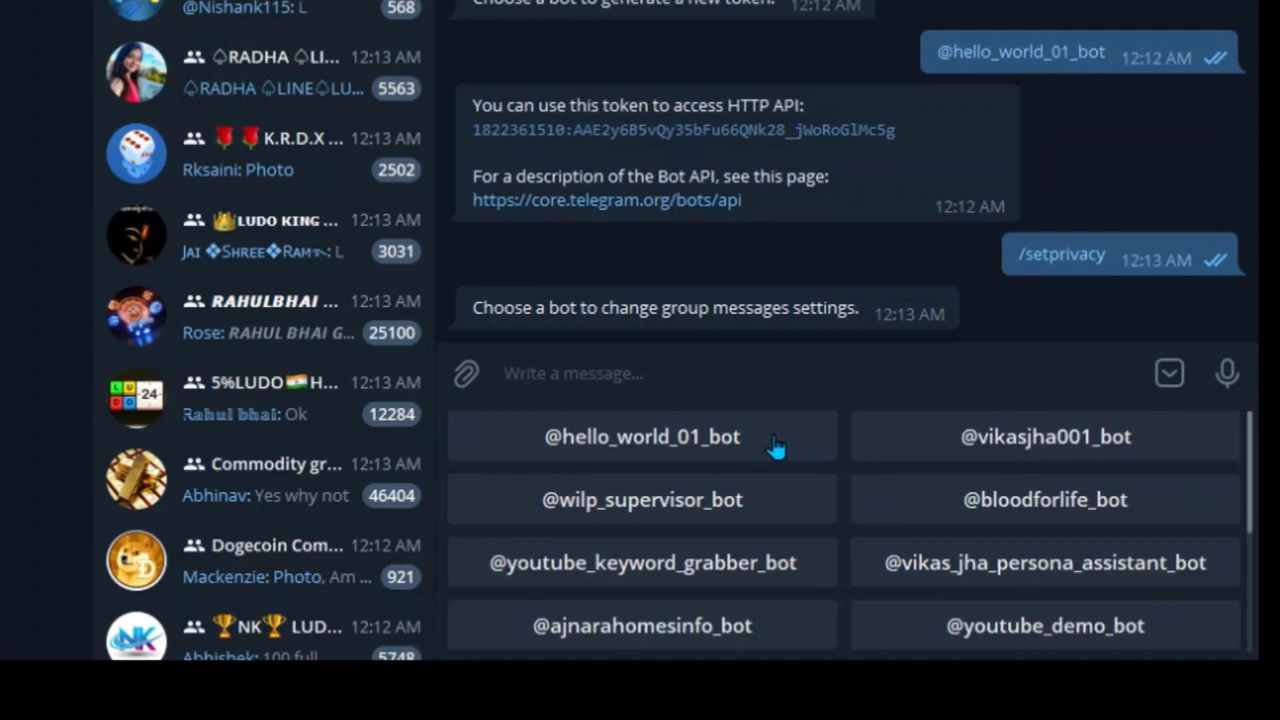 @Nishank115: L 568
♤RADHA ♤LI... 12:13 AM
♤RADHA ♤LINE♤LU... 5563
🌹🌹K.R.D.X ... 12:13 AM
Rksaini: Photo 2502
👑LUDO KING ... 12:13 AM
Jai ❖Shree❖Ram : L 3031
RAHULBHAI ... 12:13 AM
Rose: RAHUL BHAI G... 25100
5%LUDO🇮🇳H... 12:13 AM
Rahul bhai: Ok 12284
LU
24
DO
Commodity gr... 12:13 AM
Abhinav: Yes why not 46404
Dogecoin Com... 12:12 AM
Mackenzie: Photo, Am ... 921
🏆NK🏆 LUD... 12:12 AM
Abhishek: 100 full 5748
NK
Choose a bot to generate a new token. 12:12 AM
@hello_world_01_bot 12:12 AM
You can use this token to access HTTP API:
1822361510:AAE2y6B5vQy35bFu66QNk28_jWoRoGlMc5g
For a description of the Bot API, see this page:
https://core.telegram.org/bots/api 12:12 AM
/setprivacy 12:13 AM
Choose a bot to change group messages settings. 12:13 AM
Write a message...
@hello_world_01_bot @vikasjha001_bot
@wilp_supervisor_bot @bloodforlife_bot
@youtube_keyword_grabber_bot @vikas_jha_persona_assistant_bot
@ajnarahomesinfo_bot @youtube_demo_bot